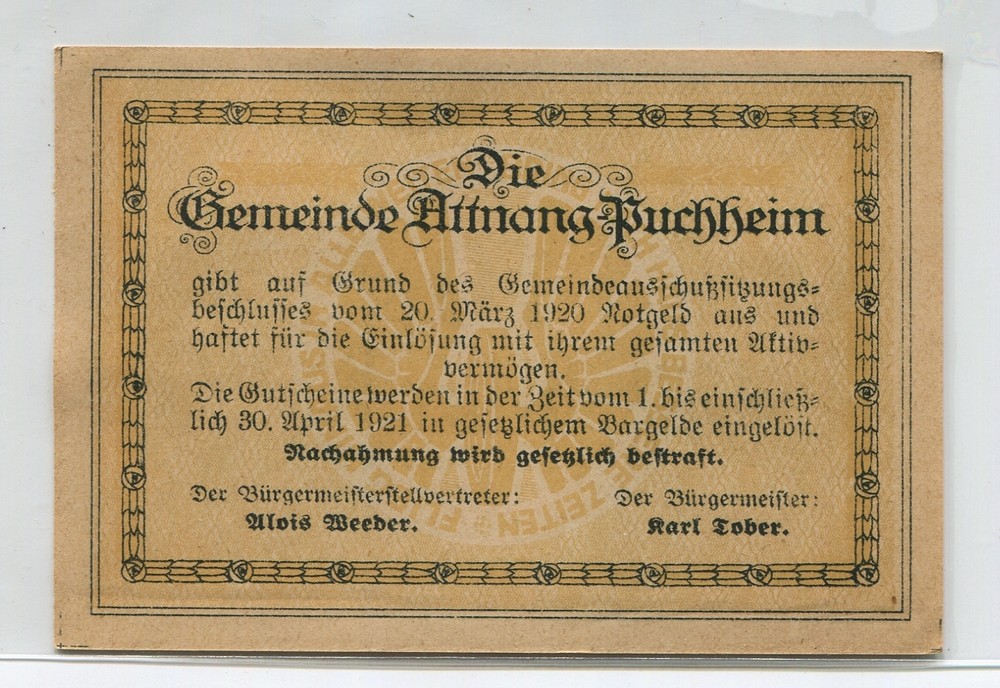 Die
Gemeinde Attnang-Puchheim
gibt auf Grund des Gemeindeausschußsitzungs-
beschlusses vom 20. März 1920 Notgeld aus und
haftet für die Einlösung mit ihrem gesamten Aktiv-
vermögen.
Die Gutscheine werden in der Zeit vom 1. bis einschließ-
lich 30. April 1921 in gesetzlichem Bargelde eingelöst.
Nachahmung wird gesetzlich bestraft.
Der Bürgermeisterstellvertreter: Der Bürgermeister:
Alois Weeber. Karl Tober.
ZEITEN